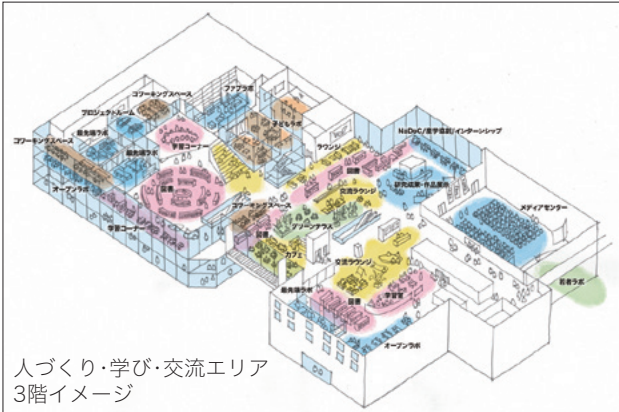 コワーキングスペース
ファブラボ
プロジェクトルーム
子どもラボ
コワーキングスペース
最先端ラボ
学習コーナー
ラウンジ
NaDeC/産学協創/インターンシップ
最先端ラボ
図書
オープンラボ
図書
交流ラウンジ
研究成果・作品展示
メディアセンター
学習コーナー
コワーキングスペース
グリーンテラス
図書
カフェ
交流ラウンジ
若者ラボ
最先端ラボ
図書
学習室
オープンラボ
人づくり・学び・交流エリア
3階イメージ